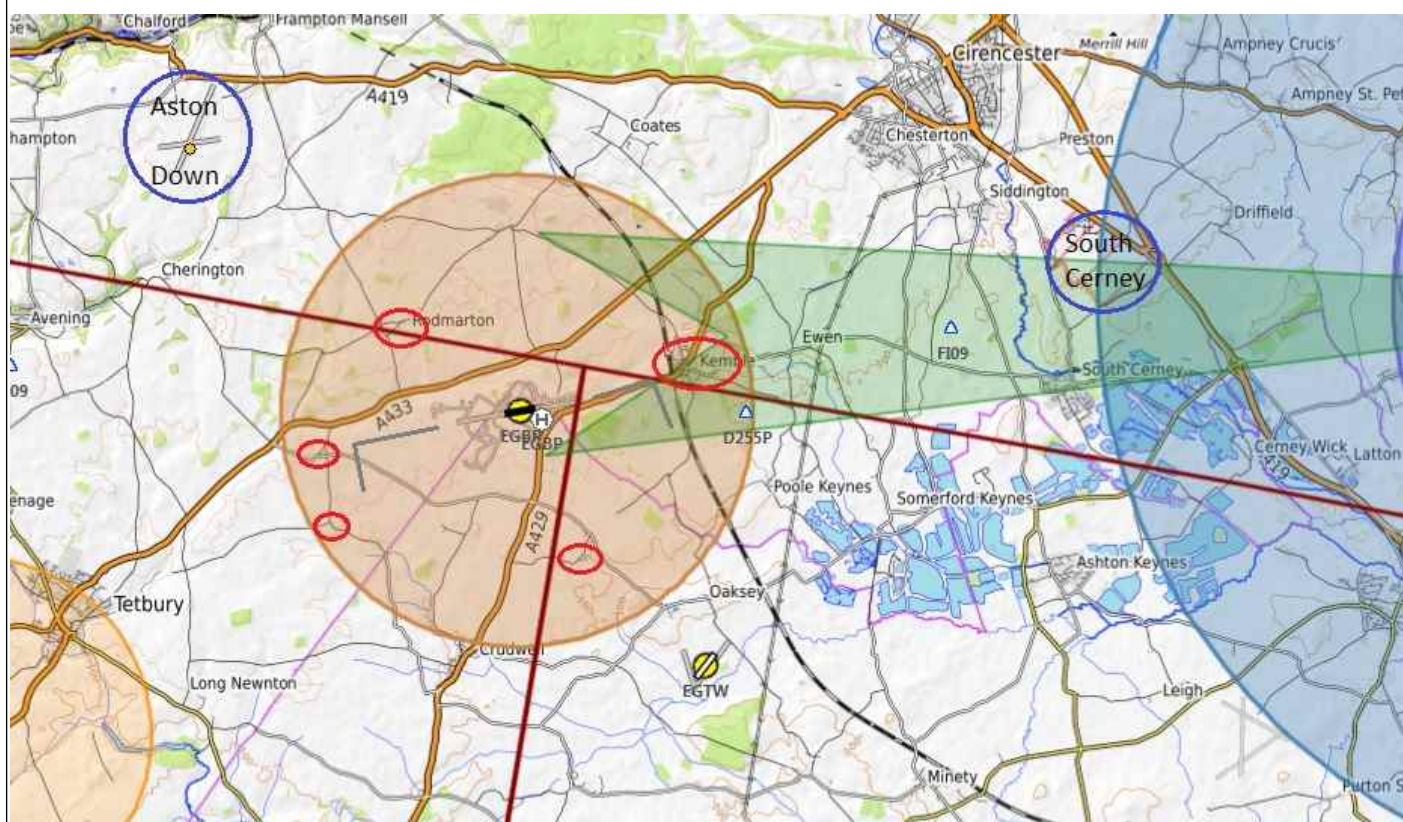 Chalford
Frampton Mansell
Cirencester
Merrill Hill
Ampney Crucis
Aston
Down
A419
hampton
Coates
Chesterton
Preston
Ampney St. Pet
Siddington
Driffield
South
Cerney
Cherington
Avening
Rodmarton
Kemble
Ewen
FI09
South Cerney
09
A433
EGBP
D255P
Cerney Wick
Latton
419
enage
Poole Keynes
Somerford Keynes
A429
Ashton Keynes
Oaksey
Tetbury
Crudwell
EGTW
Long Newnton
Leigh
Minety
Purton S